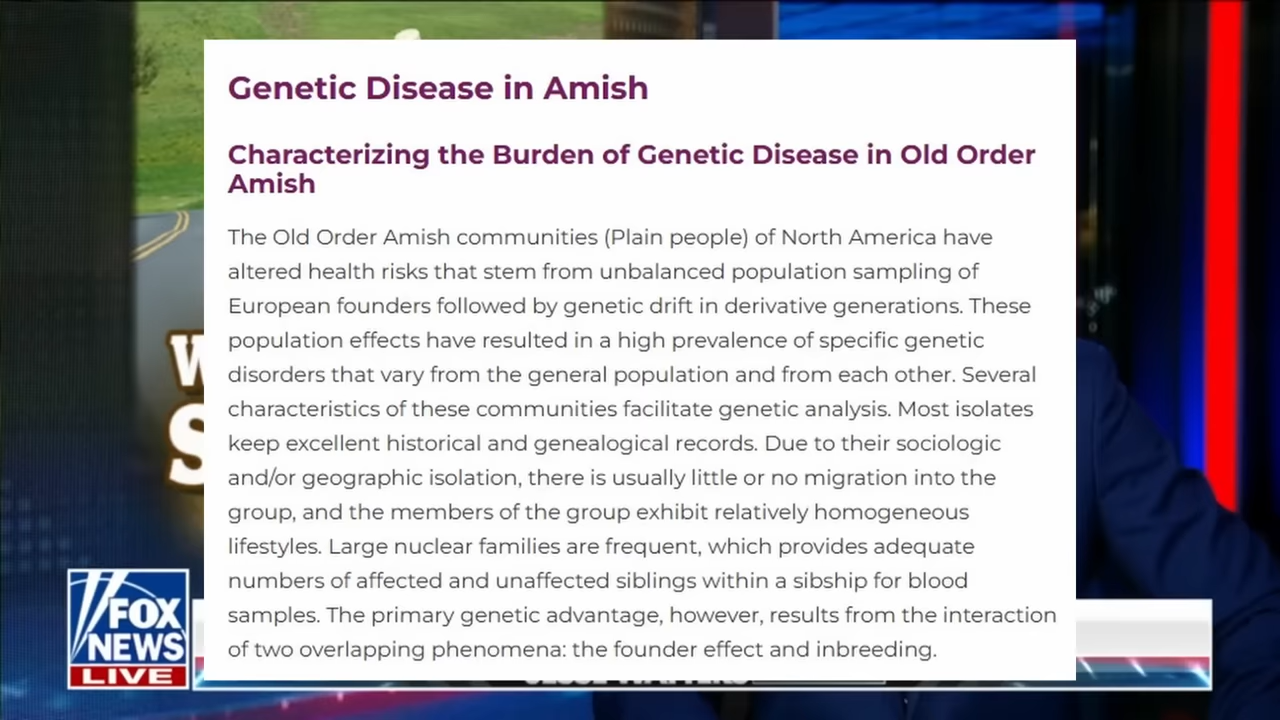 Genetic Disease in Amish
Characterizing the Burden of Genetic Disease in Old Order
Amish
The Old Order Amish communities (Plain people) of North America have
altered health risks that stem from unbalanced population sampling of
European founders followed by genetic drift in derivative generations. These
population effects have resulted in a high prevalence of specific genetic
disorders that vary from the general population and from each other. Several
characteristics of these communities facilitate genetic analysis. Most isolates
keep excellent historical and genealogical records. Due to their sociologic
and/or geographic isolation, there is usually little or no migration into the
group, and the members of the group exhibit relatively homogeneous
lifestyles. Large nuclear families are frequent, which provides adequate
numbers of affected and unaffected siblings within a sibship for blood
samples. The primary genetic advantage, however, results from the interaction
of two overlapping phenomena: the founder effect and inbreeding.
W
S
FOX
NEWS
LIVE